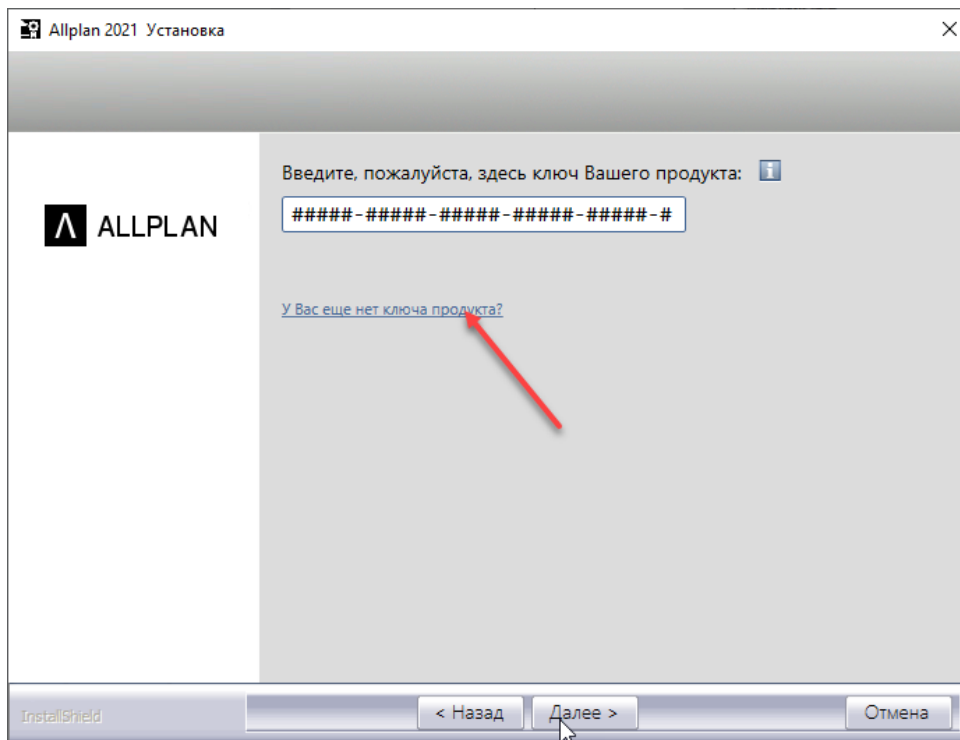 Allplan 2021 Установка
Введите, пожалуйста, здесь ключ Вашего продукта:
#####-#####-#####-#####-#####-#
ALLPLAN
У Вас еще нет ключа продукта?
InstallShield
< Назад
Далее >
Отмена